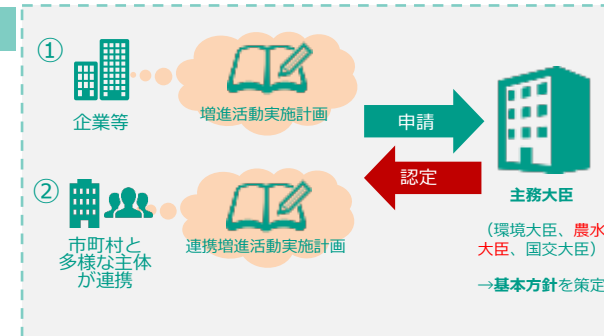 ①
企業等
増進活動実施計画
申請
認定
②
市町村と
多様な主体
が連携
連携増進活動実施計画
主務大臣
（環境大臣、農水
大臣、国交大臣）
→基本方針を策定